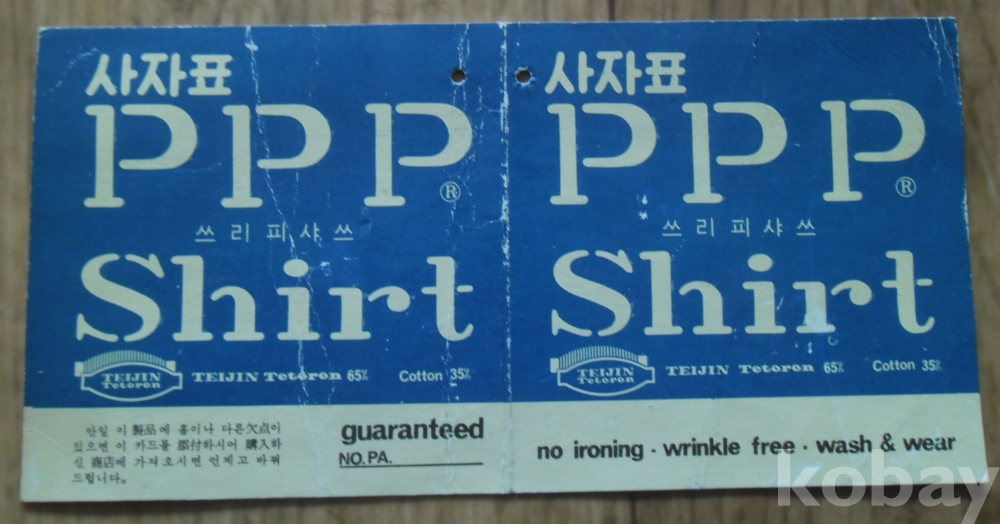 사자표
PPP®
쓰리피샤쓰
Shirt
TEIJIN
Tetoron
TEIJIN Tetoron 65% Cotton 35%
만일 이 製品에 흠이나 다른 欠点이
있으면 이 카드를 添付하시어 購入하
신 商店에 가져오시면 언제고 바꿔
드립니다。
guaranteed
NO.PA.
사자표
PPP®
쓰리피샤쓰
Shirt
TEIJIN
Tetoron
TEIJIN Tetoron 65% Cotton 35%
no ironing · wrinkle free · wash & wear
kobay